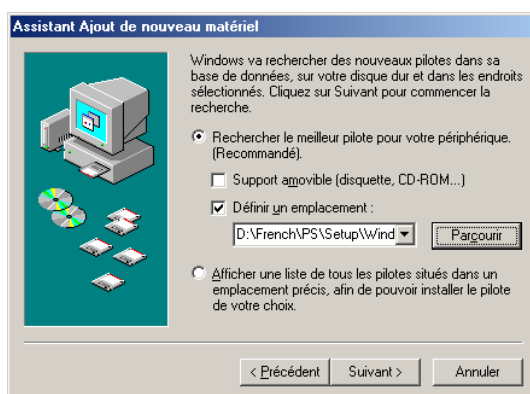 Assistant Ajout de nouveau matériel
Windows va rechercher des nouveaux pilotes dans sa
base de données, sur votre disque dur et dans les endroits
sélectionnés. Cliquez sur Suivant pour commencer la
recherche.
Rechercher le meilleur pilote pour votre périphérique.
(Recommandé).
Support amovible (disquette, CD-ROM...)
Définir un emplacement :
D:\French\PS\Setup\Wind
Parcourir
Afficher une liste de tous les pilotes situés dans un
emplacement précis, afin de pouvoir installer le pilote
de votre choix.
< Précédent
Suivant >
Annuler